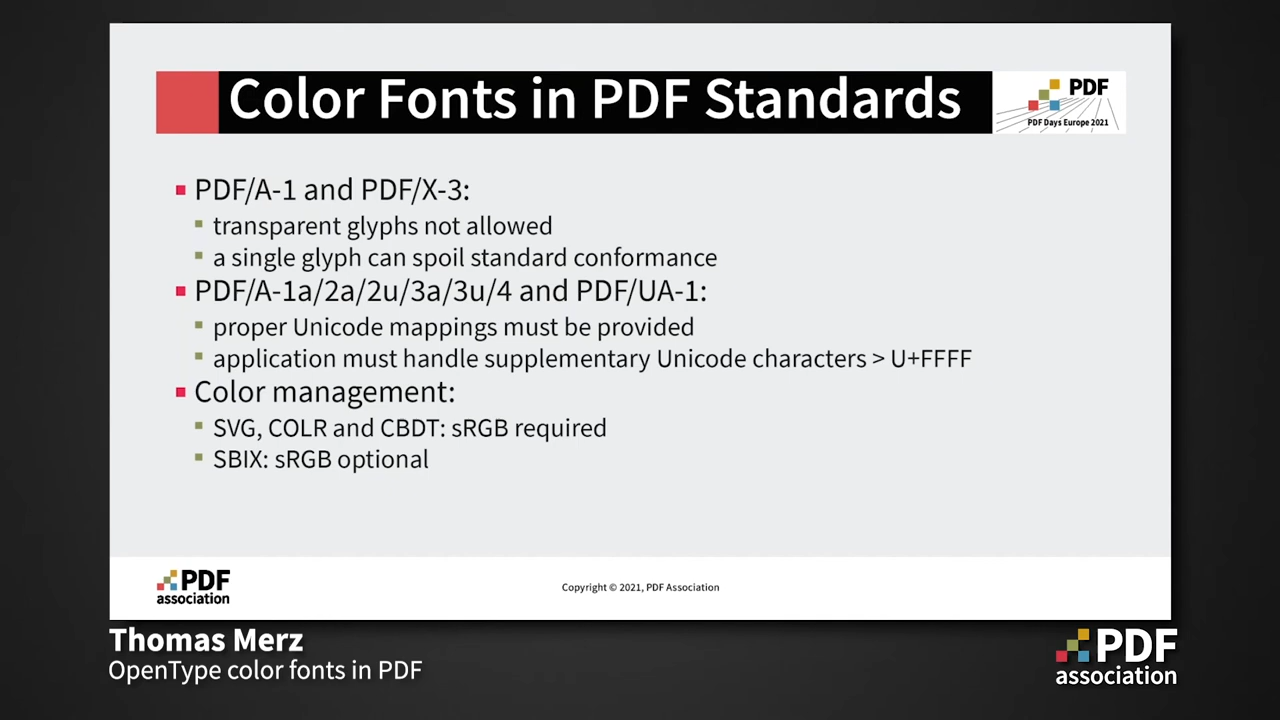 Color Fonts in PDF Standards
PDF
PDF Days Europe 2021
PDF/A-1 and PDF/X-3:
transparent glyphs not allowed
a single glyph can spoil standard conformance
PDF/A-1a/2a/2u/3a/3u/4 and PDF/UA-1:
proper Unicode mappings must be provided
application must handle supplementary Unicode characters > U+FFFF
Color management:
SVG, COLR and CBDT: sRGB required
SBIX: sRGB optional
PDF
association
Copyright © 2021, PDF Association
Thomas Merz
OpenType color fonts in PDF
PDF
association